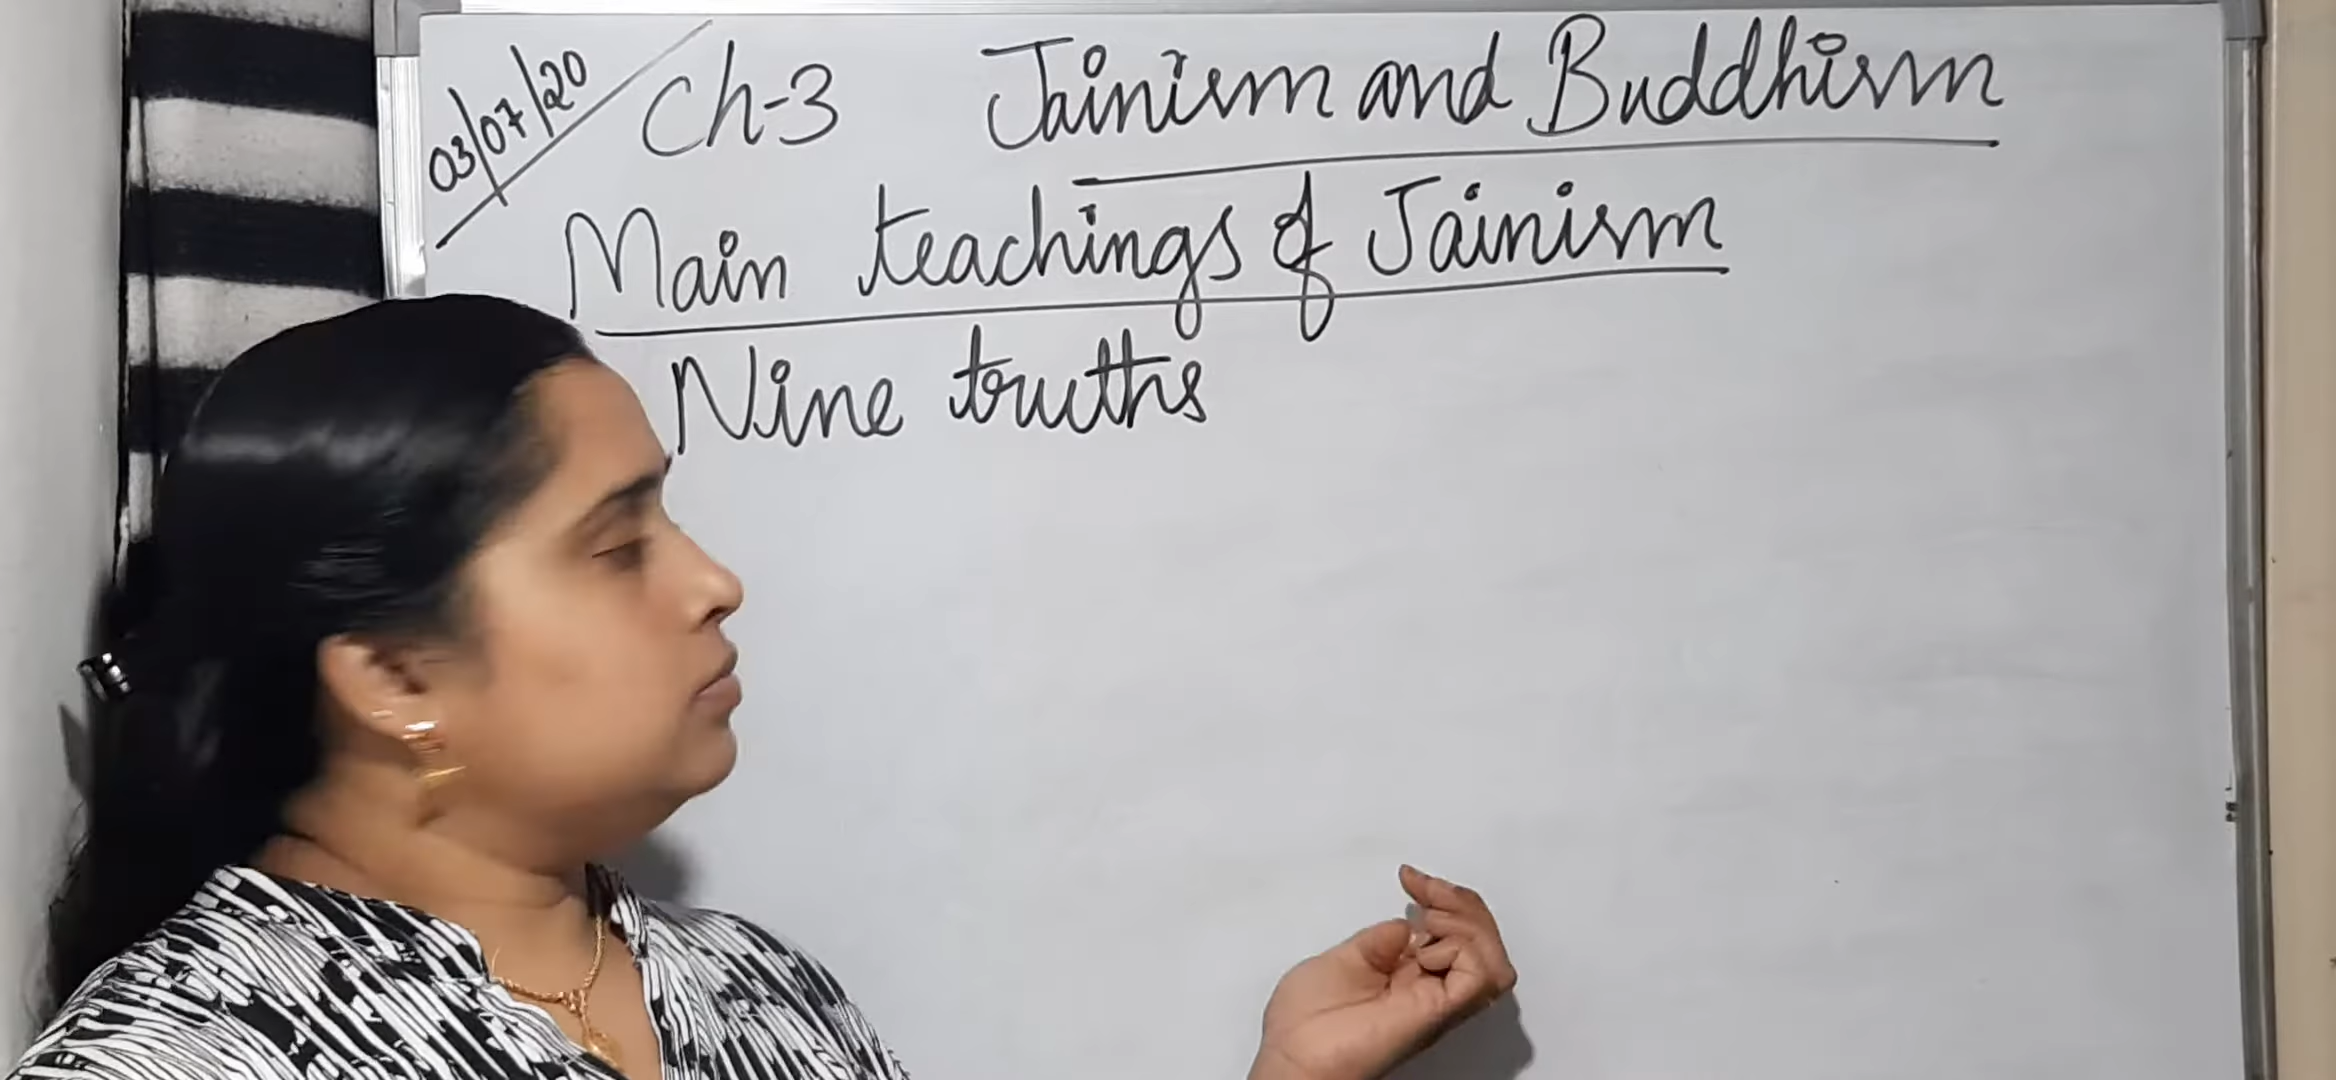 03/07/20
Ch-3 Jainism and Buddhism
Main teachings of Jainism
Nine truths